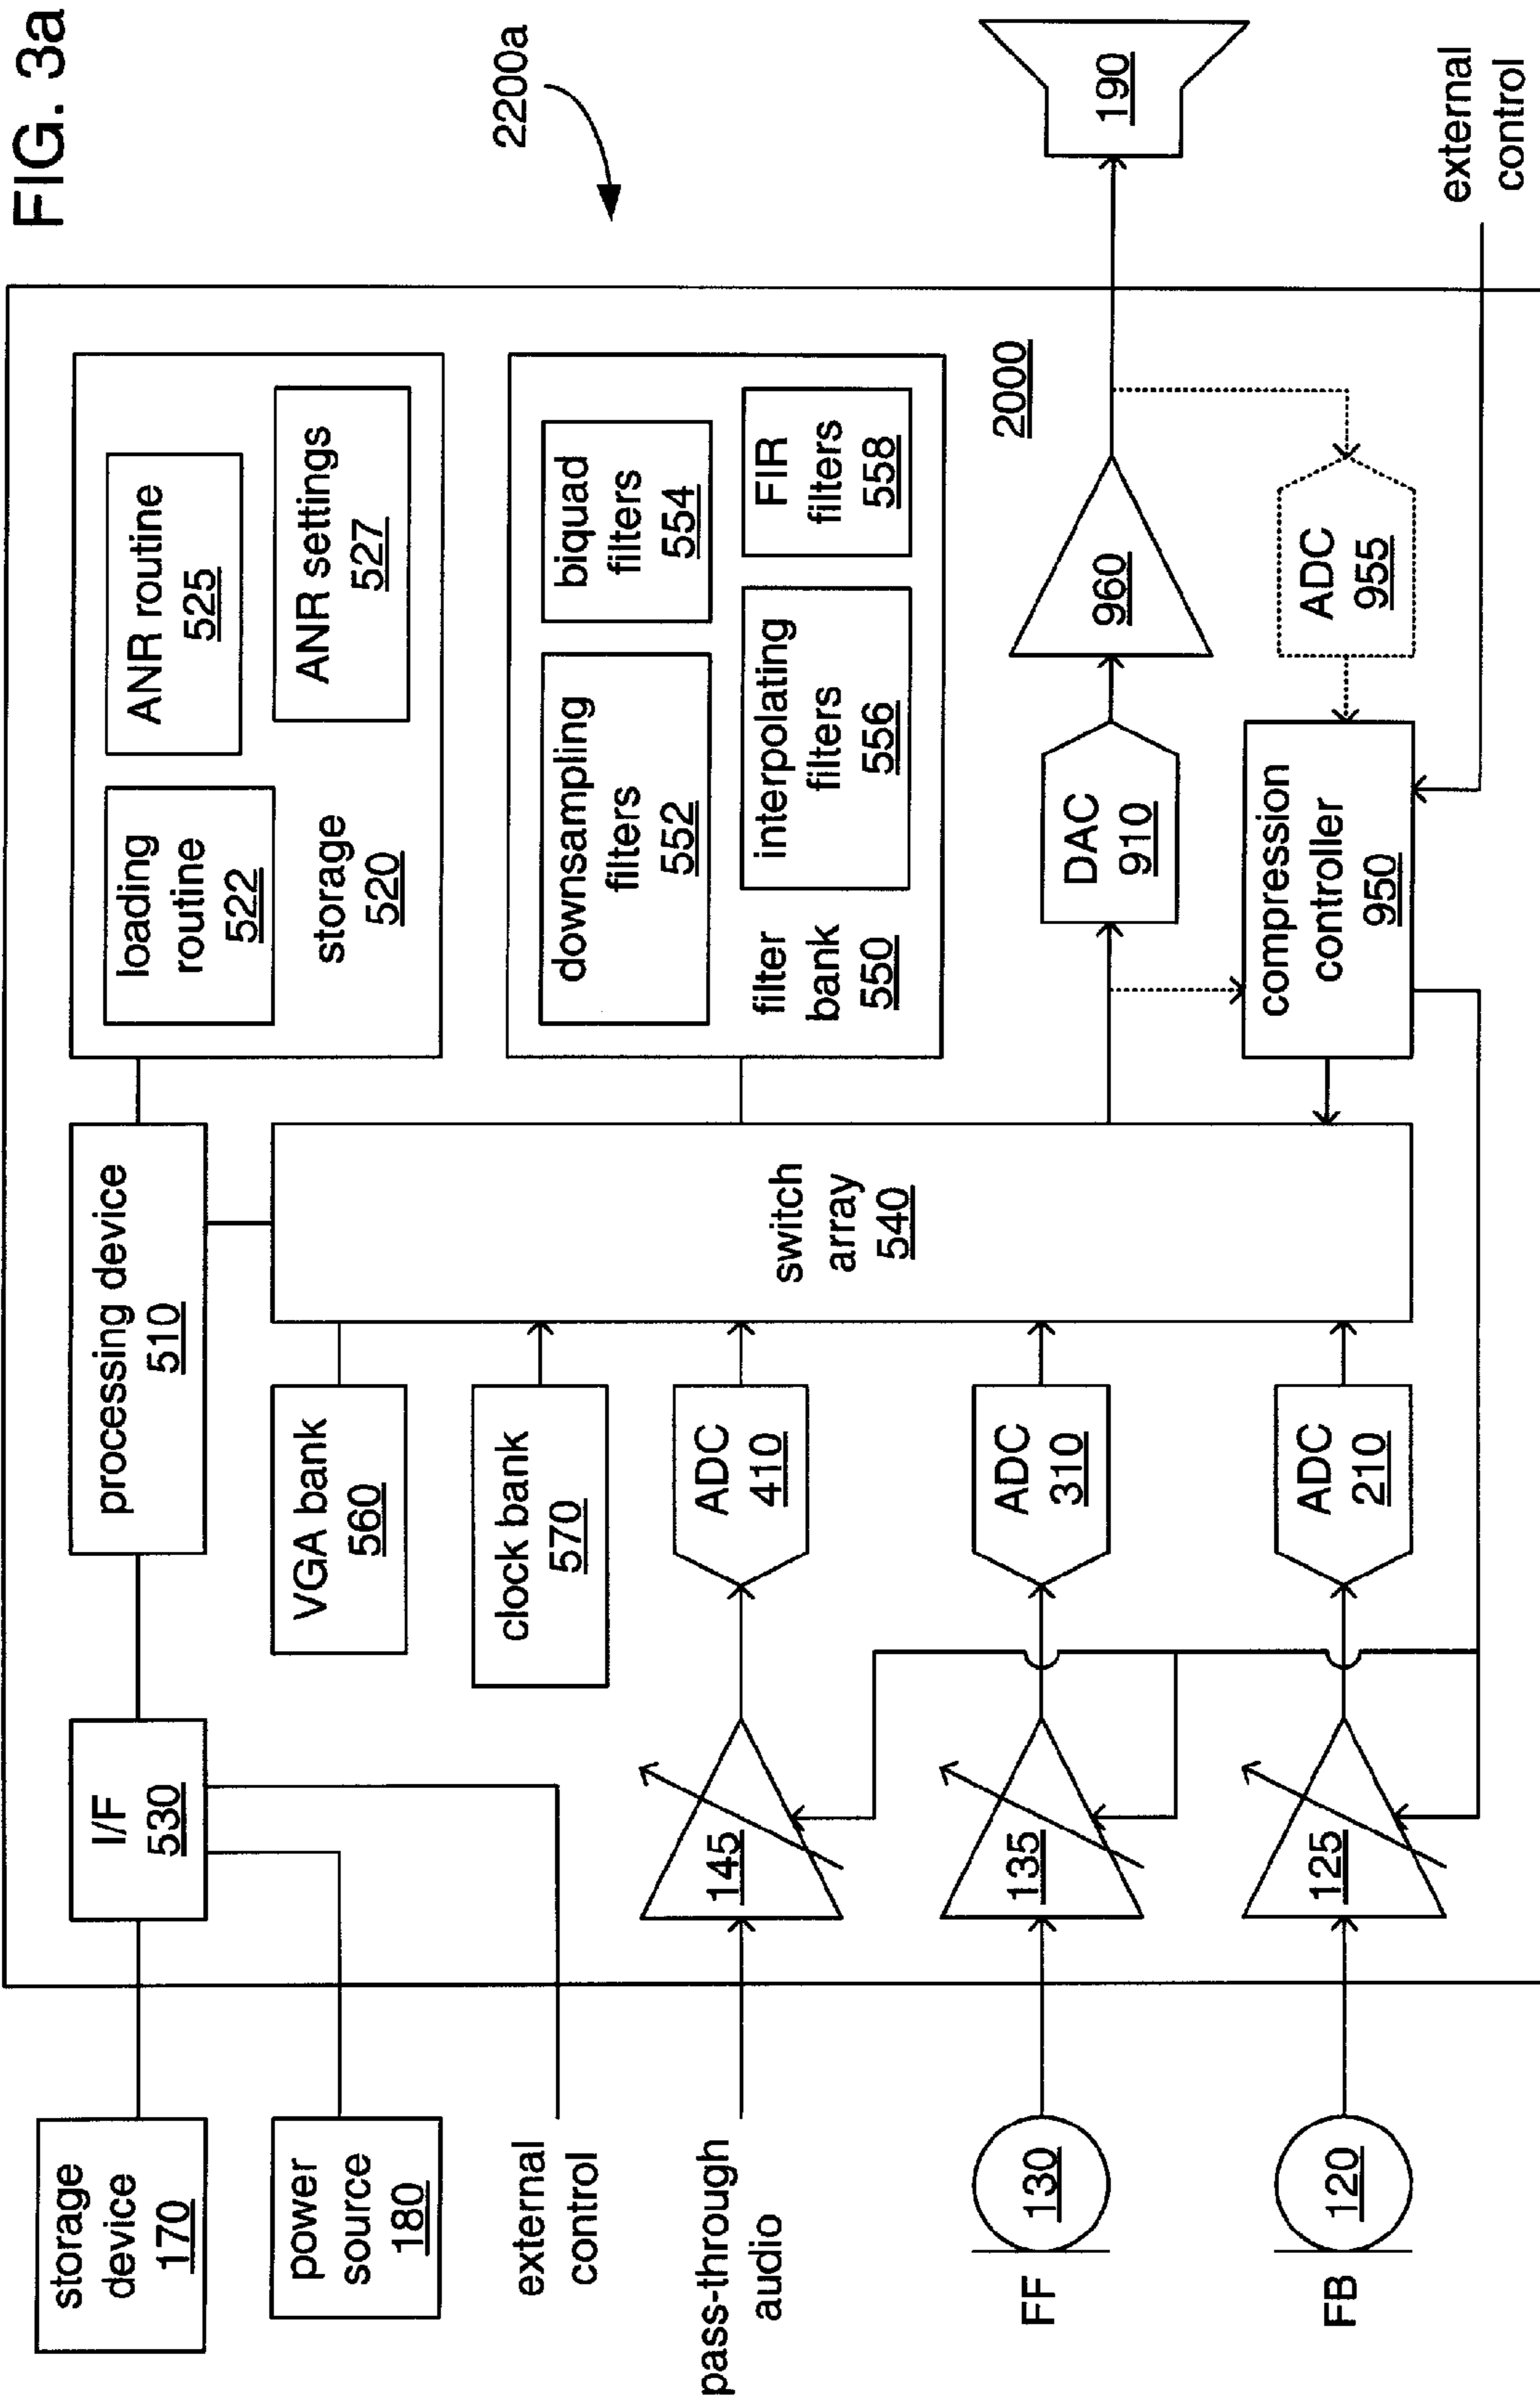 FIG. 3a
2200a
storage
device
170
I/F
530
processing device
510
loading
routine
522
ANR routine
525
ANR settings
527
storage
520
power
source
180
external
control
VGA bank
560
clock bank
570
switch
array
540
downsampling
filters
552
biquad
filters
554
interpolating
filters
556
FIR
filters
558
filter
bank
550
pass-through
audio
145
ADC
410
2000
FF
130
135
ADC
310
DAC
910
960
190
FB
120
125
ADC
210
compression
controller
950
ADC
955
external
control